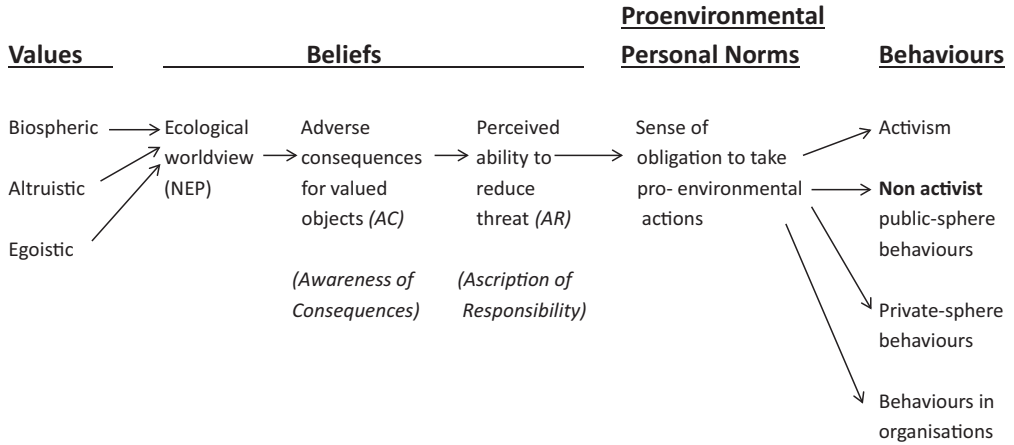 Values
Beliefs
Proenvironmental
Personal Norms
Behaviours
Biospheric
Altruistic
Egoistic
Ecological
worldview
(NEP)
Adverse
consequences
for valued
objects (AC)
(Awareness of
Consequences)
Perceived
ability to
reduce
threat (AR)
(Ascription of
Responsibility)
Sense of
obligation to take
pro- environmental
actions
Activism
Non activist
public-sphere
behaviours
Private-sphere
behaviours
Behaviours in
organisations